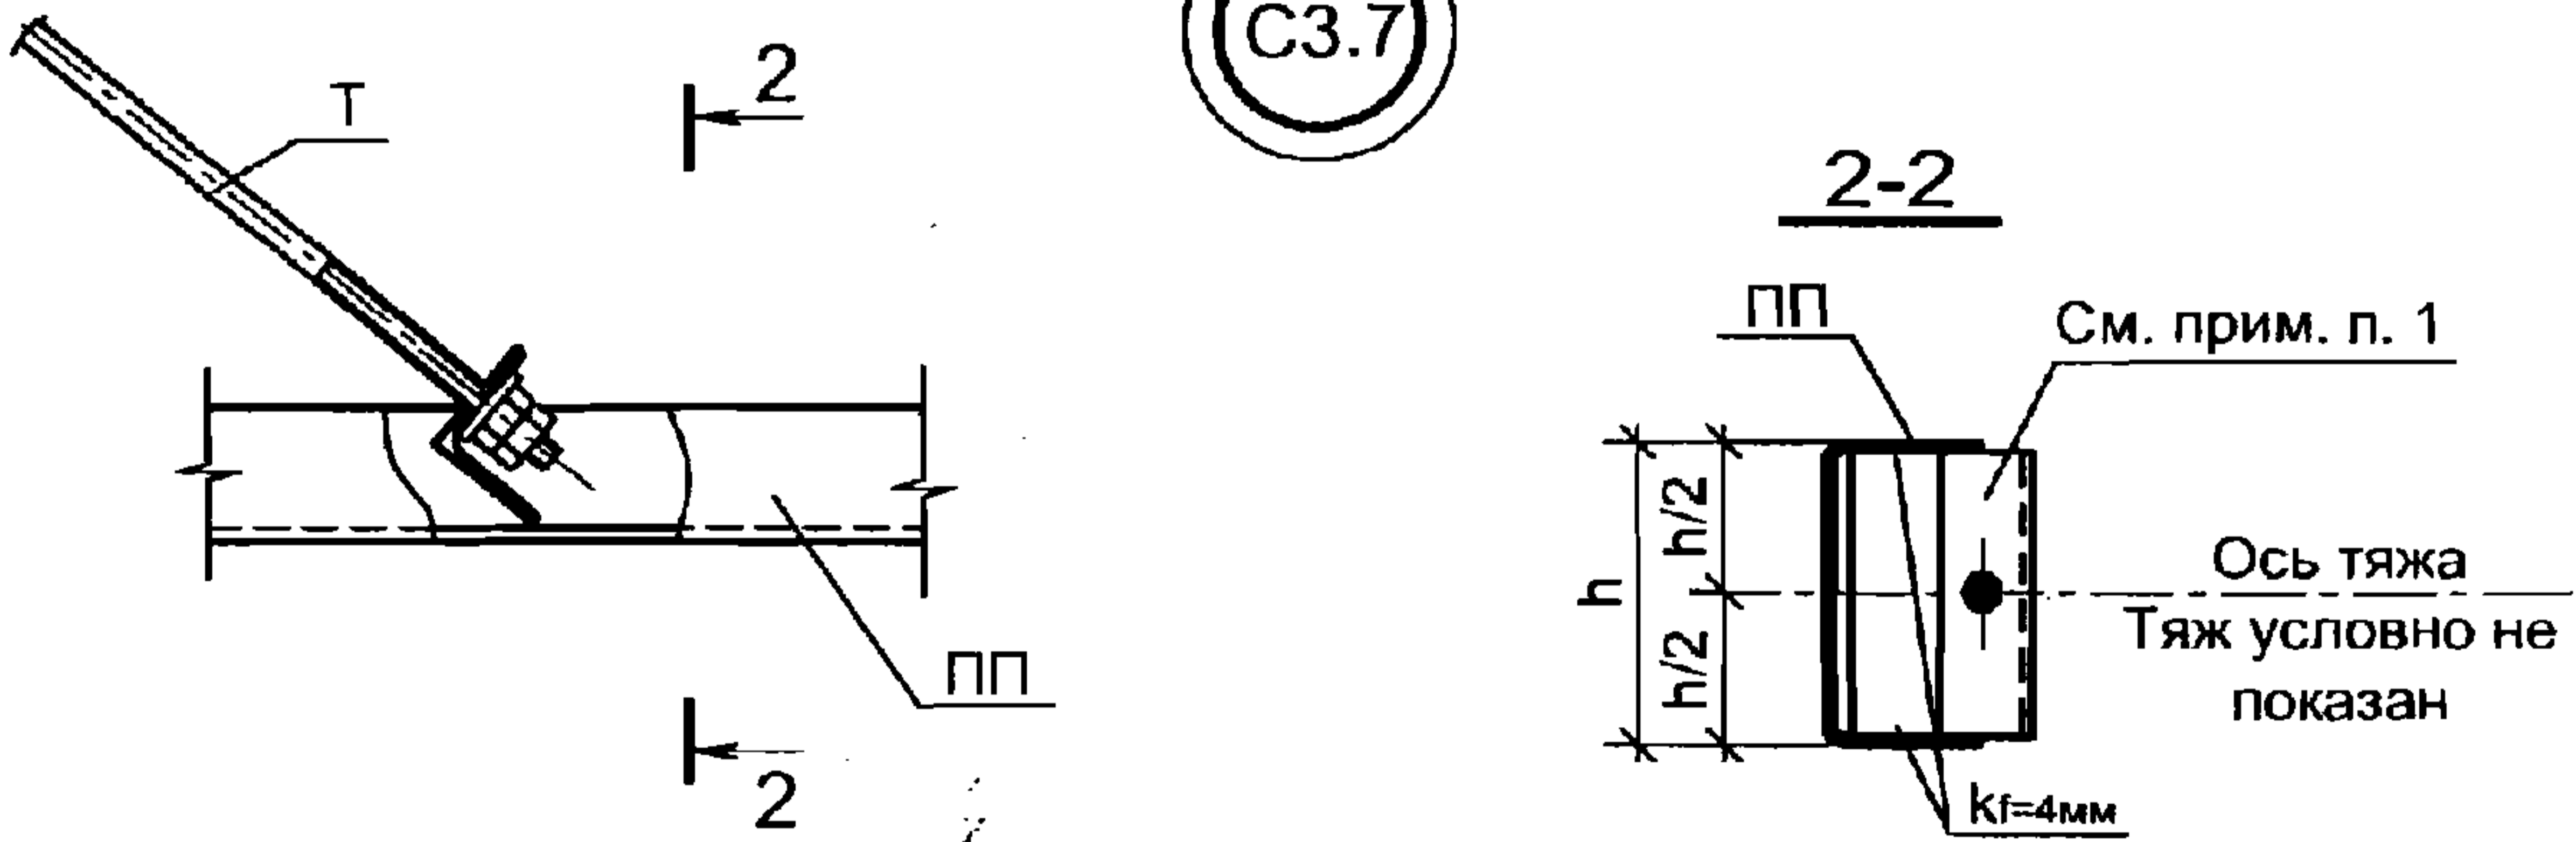 С3.7
Т
2
2
ПП
2-2
ПП
См. прим. п. 1
h
h/2
h/2
Ось тяжа
Тяж условно не
показан
kf=4мм